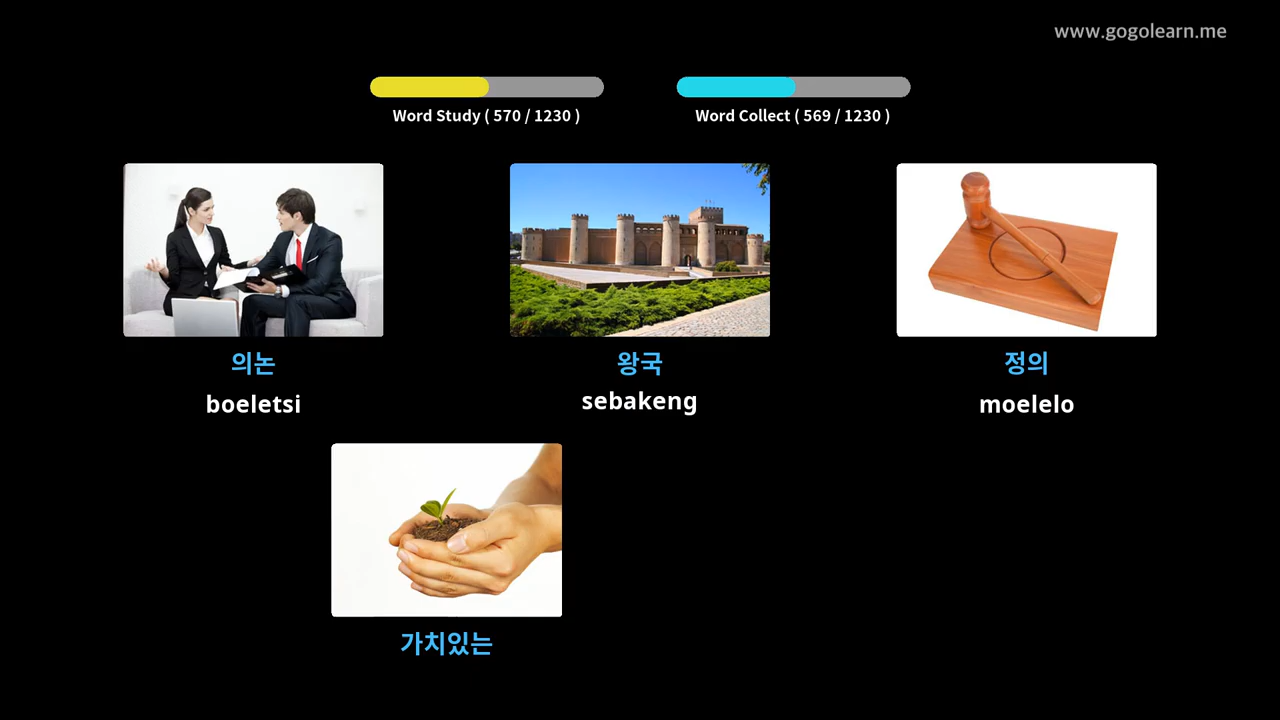 www.gogolearn.me
Word Study ( 570 / 1230 )
Word Collect ( 569 / 1230 )
의논
왕국
정의
boeletsi
sebakeng
moelelo
가치있는